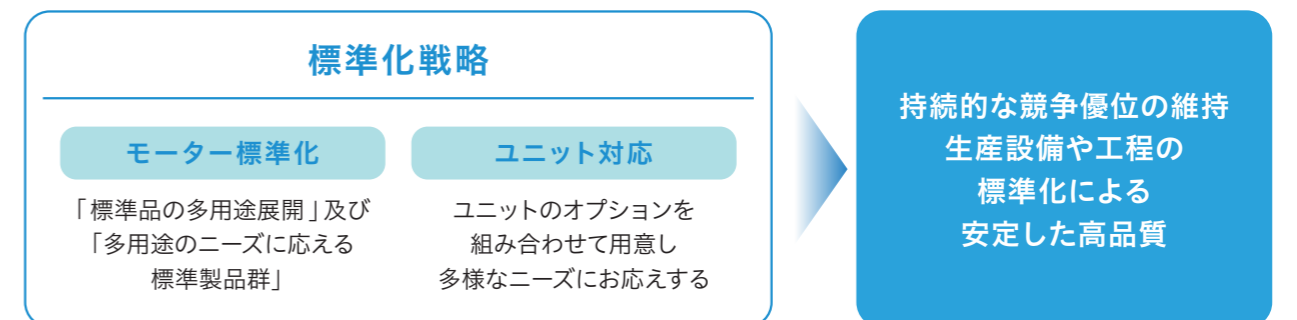 標準化戦略
モーター標準化
「標準品の多用途展開」及び
「多用途のニーズに応える
標準製品群」
ユニット対応
ユニットのオプションを
組み合わせて用意し
多様なニーズにお応えする
持続的な競争優位の維持
生産設備や工程の
標準化による
安定した高品質